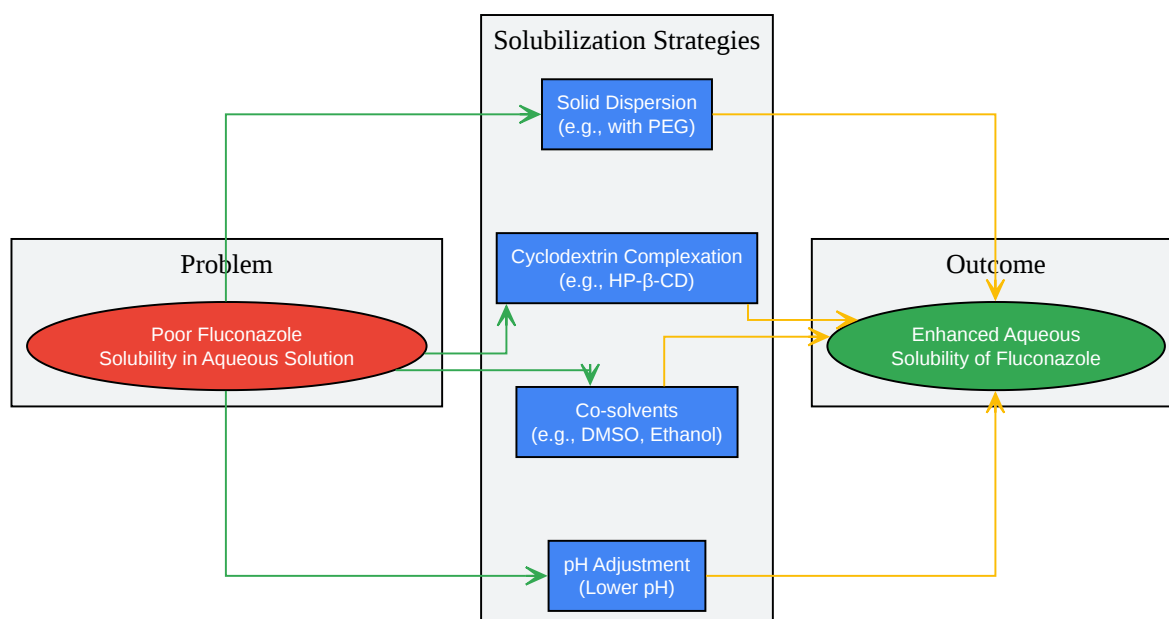 Solubilization Strategies
Solid Dispersion
(e.g., with PEG)
Problem
Poor Fluconazole
Solubility in Aqueous Solution
Cyclodextrin Complexation
(e.g., HP-β-CD)
Co-solvents
(e.g., DMSO, Ethanol)
pH Adjustment
(Lower pH)
Outcome
Enhanced Aqueous
Solubility of Fluconazole